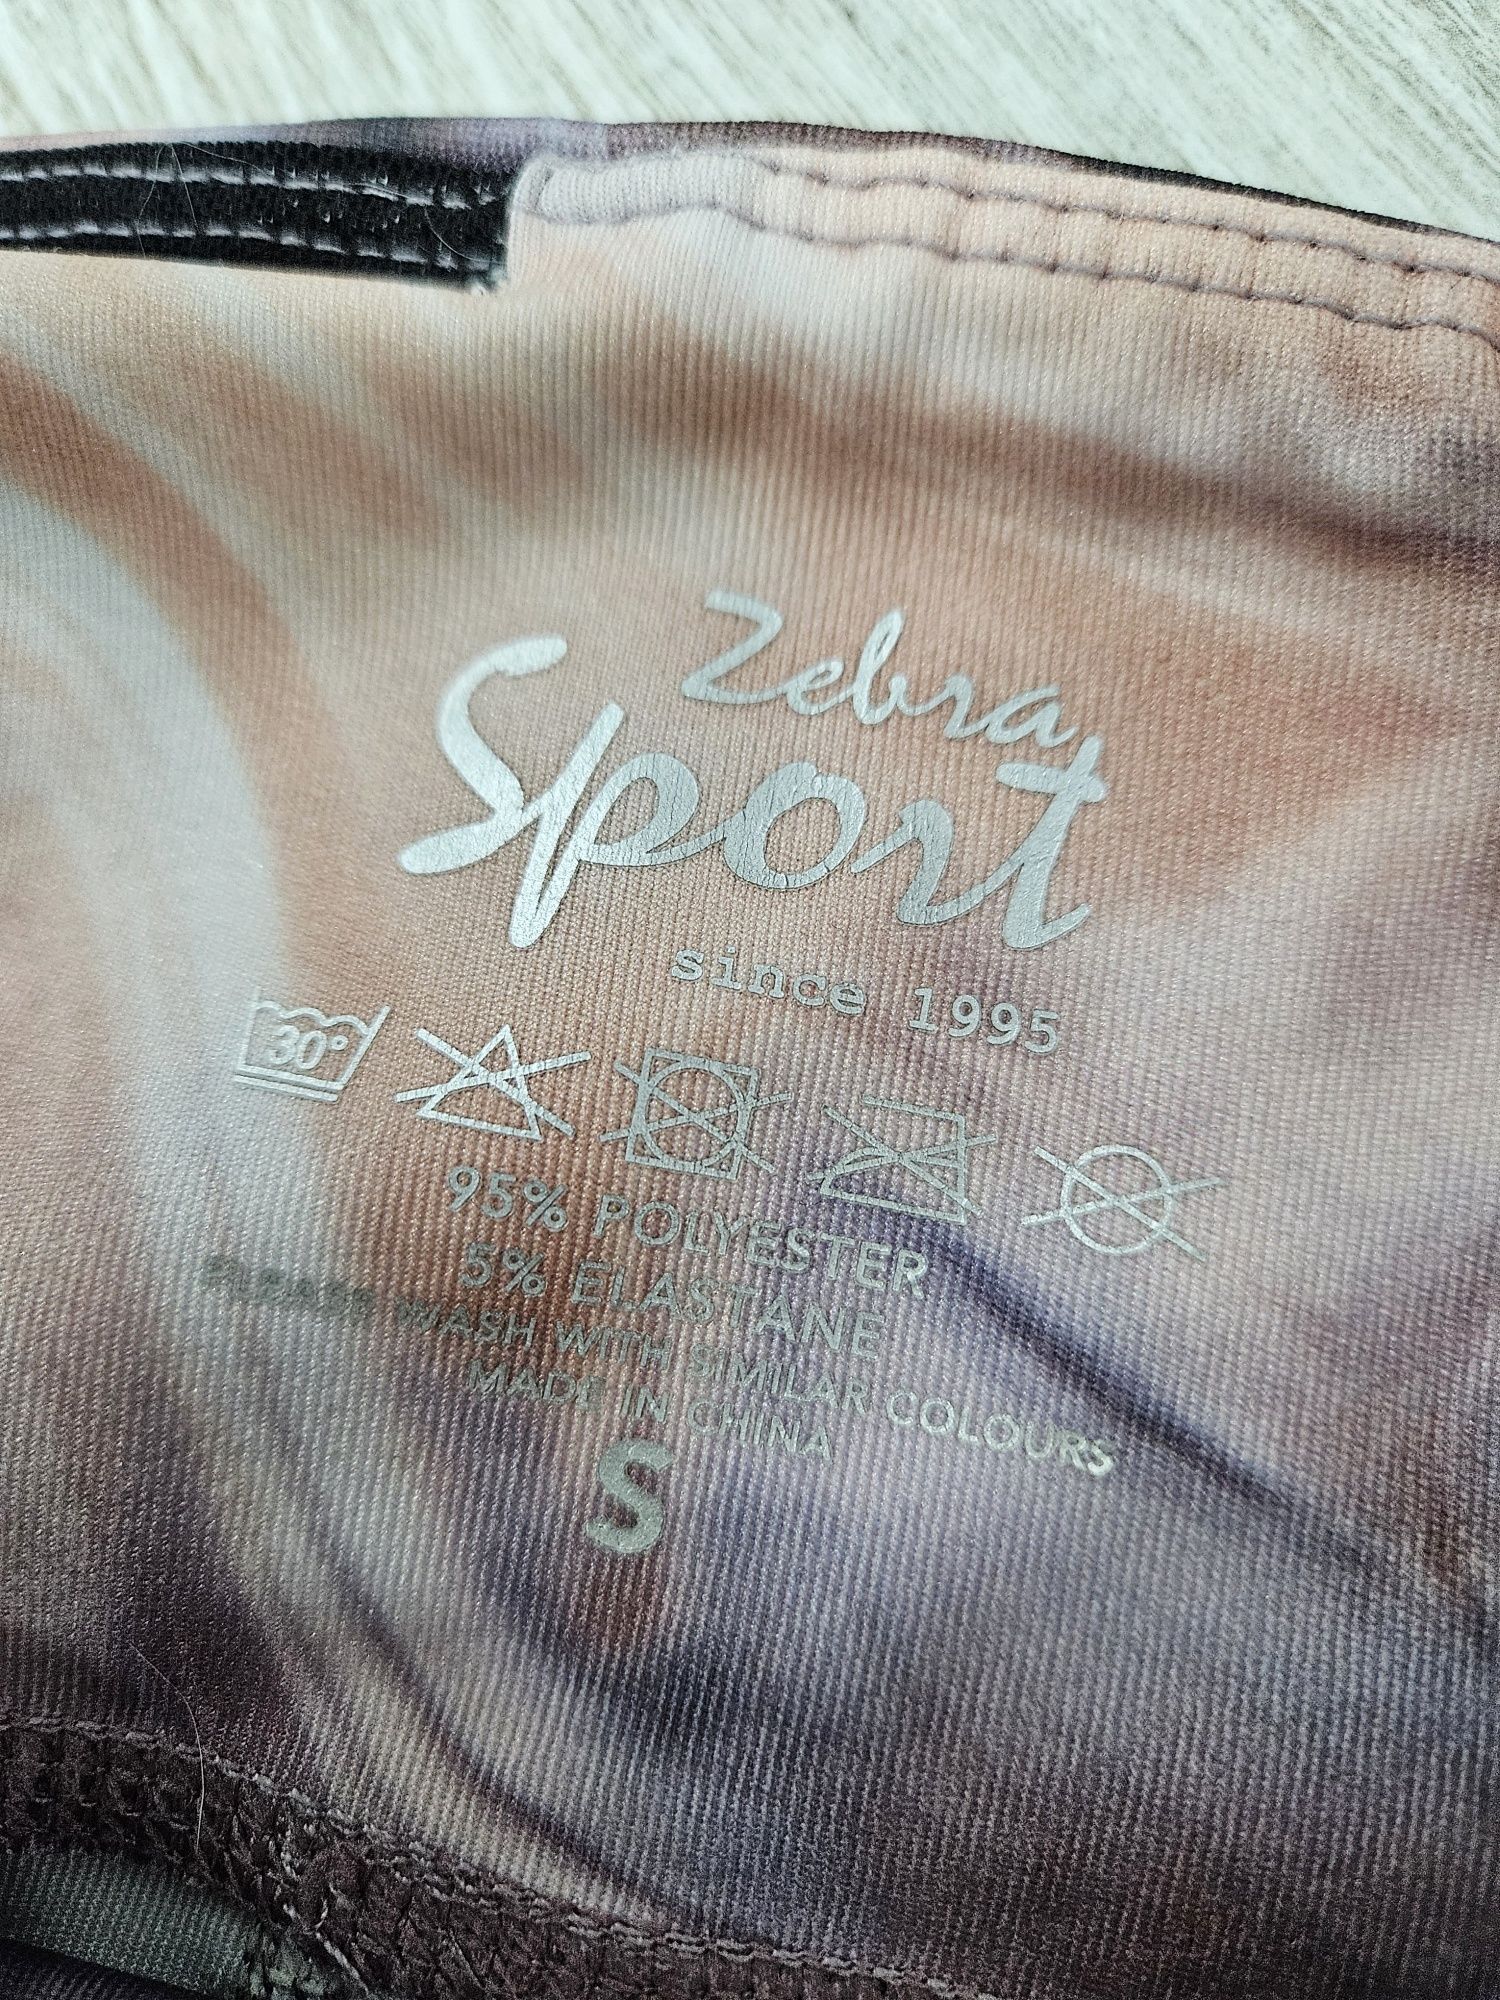 Zebra
Sport
since 1995
30°
95% POLYESTER
5% ELASTANE
PLEASE WASH WITH SIMILAR COLOURS
MADE IN CHINA
S